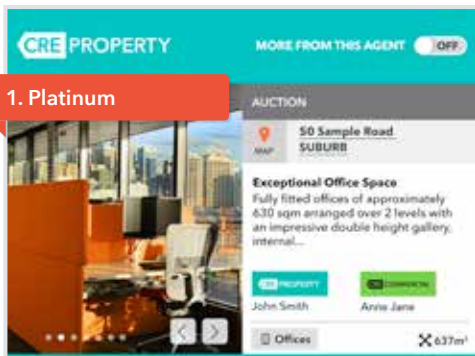 CRE PROPERTY
MORE FROM THIS AGENT OFF
1. Platinum
AUCTION
MAP
50 Sample Road
SUBURB
Exceptional Office Space
Fully fitted offices of approximately
630 sqm arranged over 2 levels with
an impressive double height gallery,
internal...
CRE PROPERTY
CRE COMMERCIAL
John Smith
Anne Jane
Offices
637m²